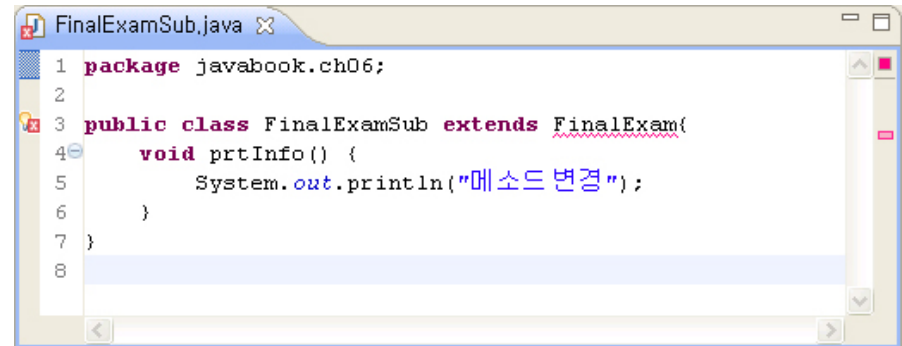 FinalExamSub.java
1 package javabook.ch06;
2
3 public class FinalExamSub extends FinalExam{
4 void prtInfo() {
5 System.out.println("메소드 변경");
6 }
7 }
8